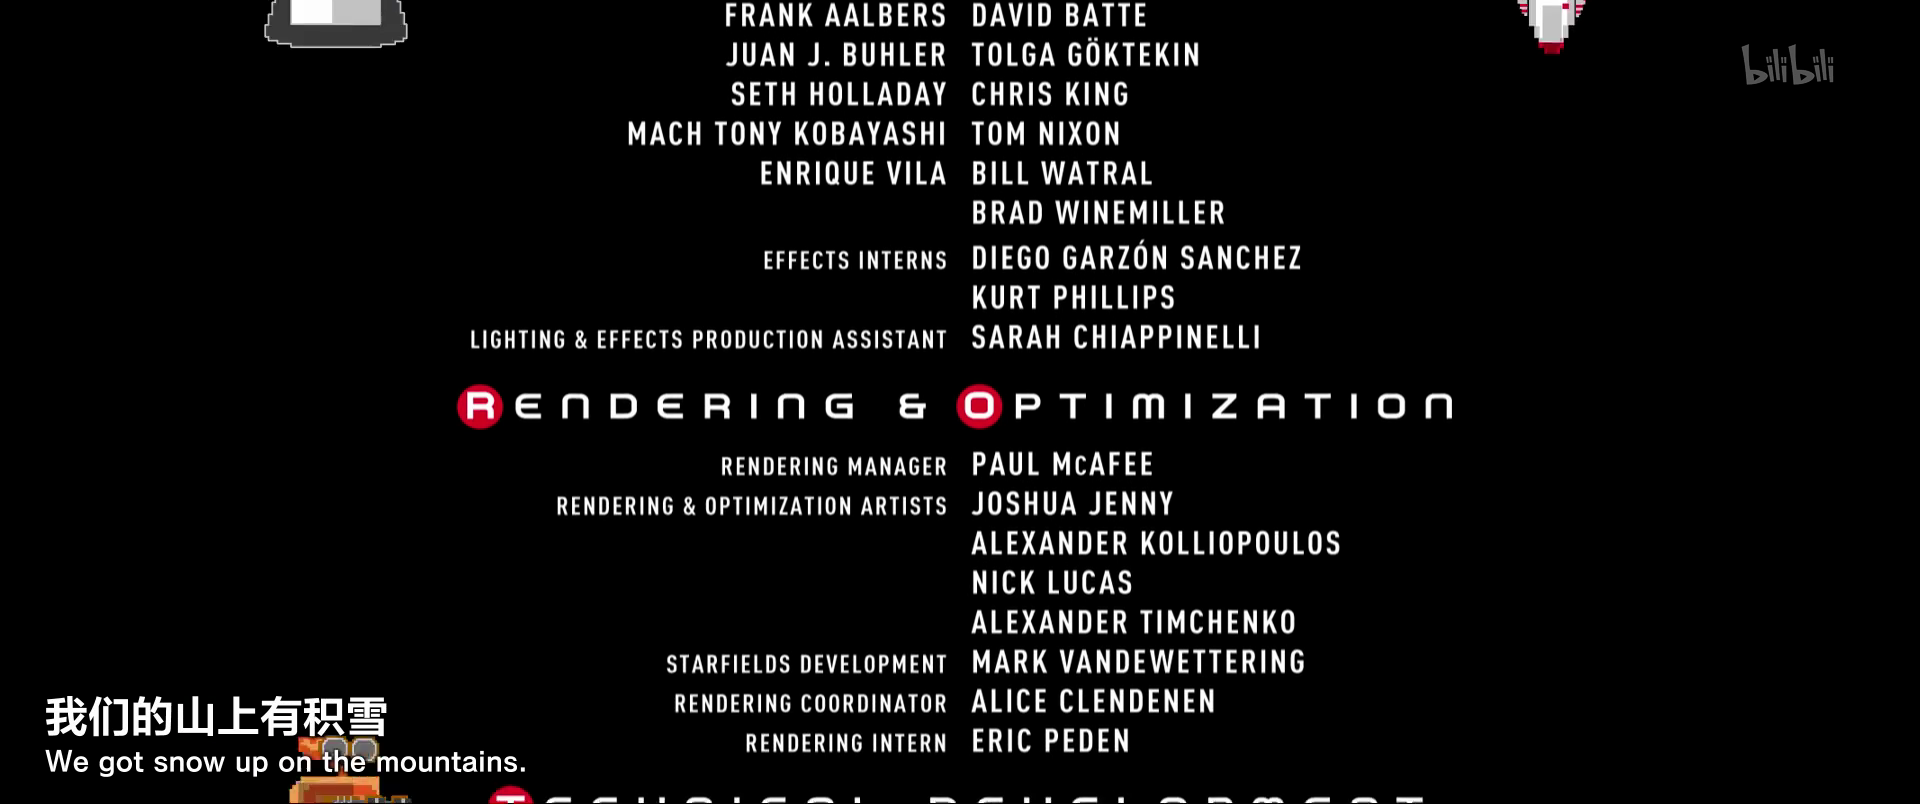 FRANK AALBERS DAVID BATTE
JUAN J. BUHLER TOLGA GÖKTEKIN
SETH HOLLADAY CHRIS KING
MACH TONY KOBAYASHI TOM NIXON
ENRIQUE VILA BILL WATRAL
BRAD WINEMILLER
EFFECTS INTERNS DIEGO GARZÓN SANCHEZ
KURT PHILLIPS
LIGHTING & EFFECTS PRODUCTION ASSISTANT SARAH CHIAPPINELLI
RENDERING & OPTIMIZATION
RENDERING MANAGER PAUL McAFEE
RENDERING & OPTIMIZATION ARTISTS JOSHUA JENNY
ALEXANDER KOLLIOPOULOS
NICK LUCAS
ALEXANDER TIMCHENKO
STARFIELDS DEVELOPMENT MARK VANDEWETTERING
RENDERING COORDINATOR ALICE CLENDENEN
RENDERING INTERN ERIC PEDEN
TECHNICAL DEVELOPMENT
我们的山上有积雪
We got snow up on the mountains.
bilibili